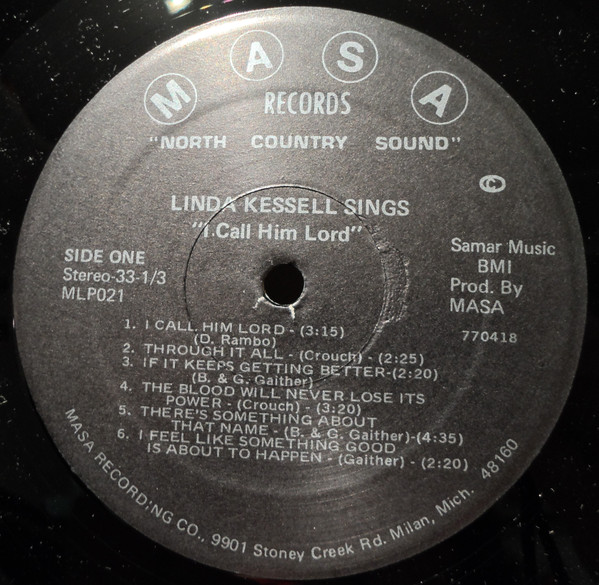 M A S A
RECORDS
"NORTH COUNTRY SOUND"
©
LINDA KESSELL SINGS
"I Call Him Lord"
SIDE ONE
Stereo-33-1/3
MLP021
Samar Music
BMI
Prod. By
MASA
770418
1. I CALL HIM LORD - (3:15)
(D. Rambo)
2. THROUGH IT ALL - (Crouch) - (2:25)
3. IF IT KEEPS GETTING BETTER-(2:20)
(B. & G. Gaither)
4. THE BLOOD WILL NEVER LOSE ITS
POWER - (Crouch) - (3:20)
5. THERE'S SOMETHING ABOUT
THAT NAME - (B. & G. Gaither)-(4:35)
6. I FEEL LIKE SOMETHING GOOD
IS ABOUT TO HAPPEN - (Gaither) - (2:20)
MASA RECORDING CO., 9901 Stoney Creek Rd. Milan, Mich. 48160